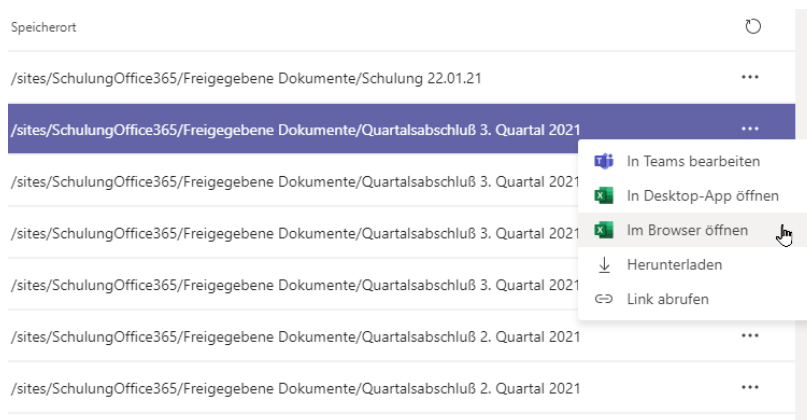 Speicherort
/sites/SchulungOffice365/Freigegebene Dokumente/Schulung 22.01.21
/sites/SchulungOffice365/Freigegebene Dokumente/Quartalsabschluß 3. Quartal 2021
/sites/SchulungOffice365/Freigegebene Dokumente/Quartalsabschluß 3. Quartal 2021
/sites/SchulungOffice365/Freigegebene Dokumente/Quartalsabschluß 3. Quartal 2021
/sites/SchulungOffice365/Freigegebene Dokumente/Quartalsabschluß 3. Quartal 2021
/sites/SchulungOffice365/Freigegebene Dokumente/Quartalsabschluß 2. Quartal 2021
/sites/SchulungOffice365/Freigegebene Dokumente/Quartalsabschluß 2. Quartal 2021
In Teams bearbeiten
In Desktop-App öffnen
Im Browser öffnen
Herunterladen
Link abrufen